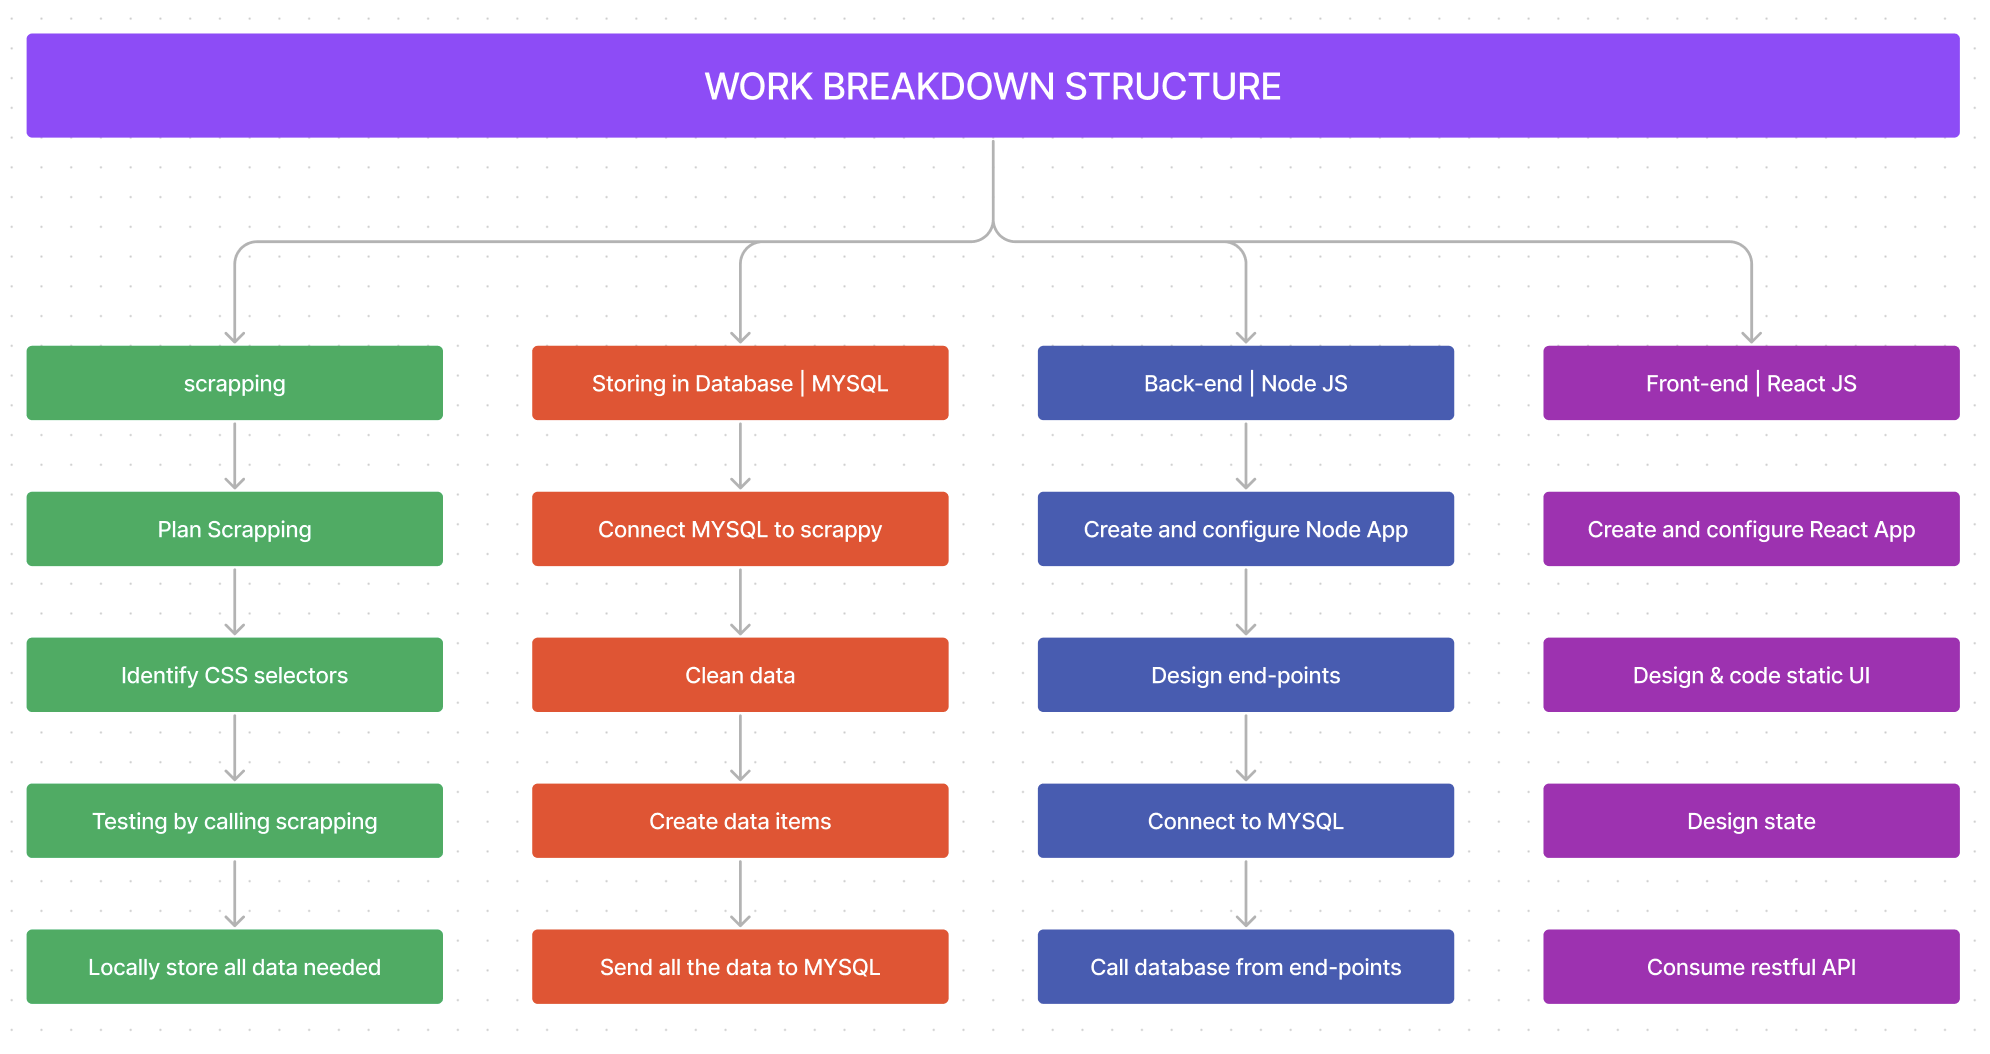 WORK BREAKDOWN STRUCTURE
scrapping
Plan Scrapping
Identify CSS selectors
Testing by calling scrapping
Locally store all data needed
Storing in Database | MYSQL
Connect MYSQL to scrappy
Clean data
Create data items
Send all the data to MYSQL
Back-end | Node JS
Create and configure Node App
Design end-points
Connect to MYSQL
Call database from end-points
Front-end | React JS
Create and configure React App
Design & code static UI
Design state
Consume restful API